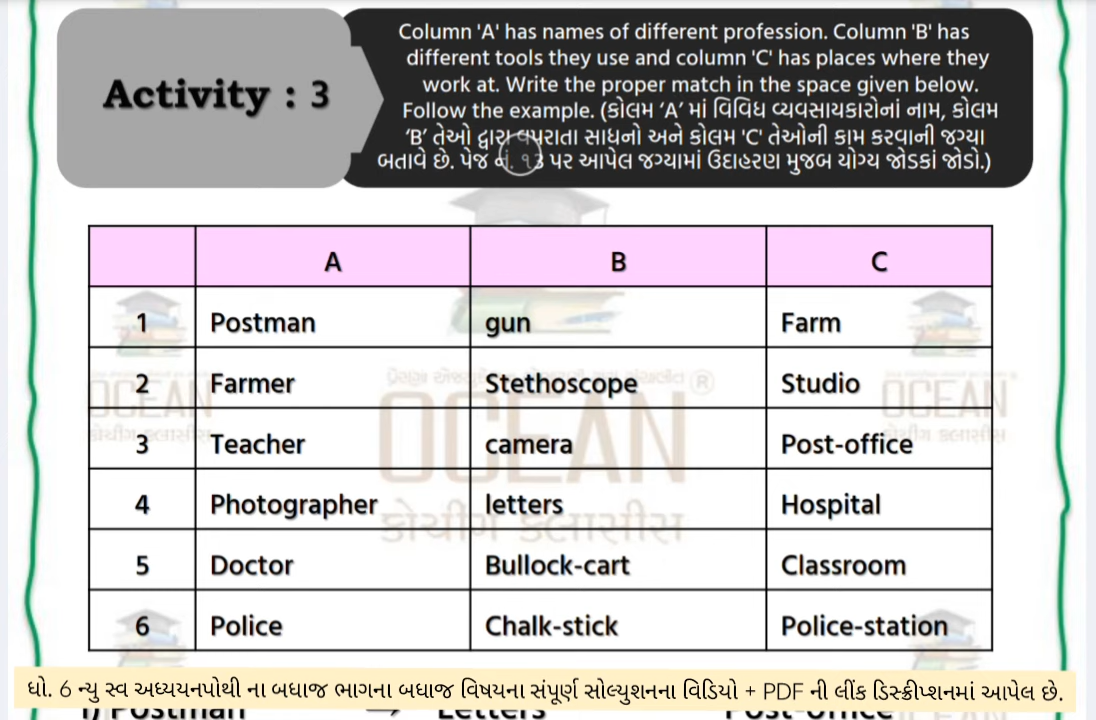 Activity : 3
Column 'A' has names of different profession. Column 'B' has
different tools they use and column 'C' has places where they
work at. Write the proper match in the space given below.
Follow the example. (કોલમ ‘A’ માં વિવિધ વ્યવસાયકારોનાં નામ, કોલમ
‘B’ તેઓ દ્વારા વપરાતા સાધનો અને કોલમ 'C' તેઓની કામ કરવાની જગ્યા
બતાવે છે. પેજ નં. ૧૩ પર આપેલ જગ્યામાં ઉદાહરણ મુજબ યોગ્ય જોડકાં જોડો.)
A B C
1 Postman gun Farm
2 Farmer Stethoscope Studio
3 Teacher camera Post-office
4 Photographer letters Hospital
5 Doctor Bullock-cart Classroom
6 Police Chalk-stick Police-station
OCEAN
કોચીંગ ક્લાસીસ
ધો. 6 ન્યુ સ્વ અધ્યયનપોથી ના બધાજ ભાગના બધાજ વિષયના સંપૂર્ણ સોલ્યુશનના વિડિયો + PDF ની લીંક ડિસ્ક્રીપ્શનમાં આપેલ છે.
i) Postman → Letters Post-office